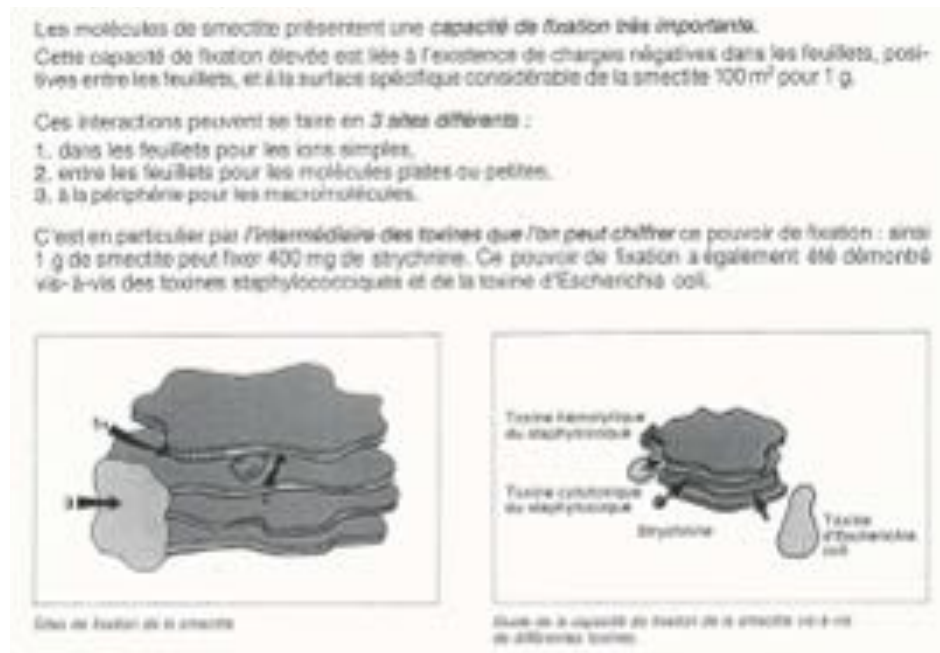 Les molécules de smectite présentent une capacité de fixation très importante.
Cette capacité de fixation élevée est liée à l'existence de charges négatives dans les feuillets, posi-
tives entre les feuillets, et à la surface spécifique considérable de la smectite 100 m² pour 1 g.
Ces interactions peuvent se faire en 3 sites différents :
1. dans les feuillets pour les ions simples,
2. entre les feuillets pour les molécules plates ou petites,
3. à la périphérie pour les macromolécules.
C'est en particulier par l'intermédiaire des toxines que l'on peut chiffrer ce pouvoir de fixation : ainsi
1 g de smectite peut fixer 400 mg de strychnine. Ce pouvoir de fixation a également été démontré
vis-à-vis des toxines staphylococciques et de la toxine d'Escherichia coli.
1
3
Toxine hémolytique
du staphylocoque
Toxine cytotonique
du staphylocoque
Strychnine
Toxine
d'Escherichia
coli
Sites de fixation de la smectite
Etude de la capacité de fixation de la smectite vis-à-vis
de différentes toxines.